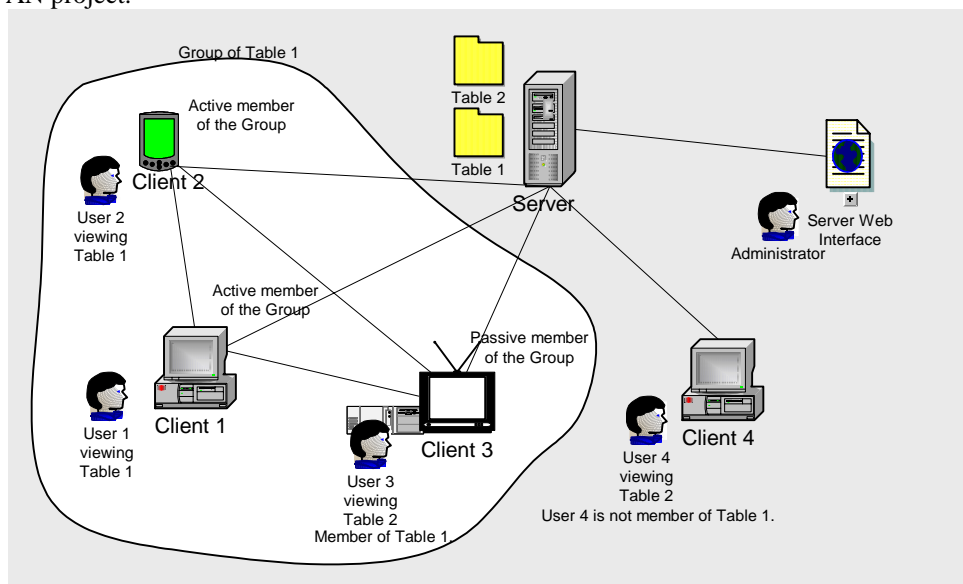 AN project.
Group of Table 1
Active member
of the Group
Client 2
User 2
viewing
Table 1
Table 2
Table 1
Server
Server Web
Interface
Administrator
Active member
of the Group
Client 1
User 1
viewing
Table 1
Passive member
of the Group
Client 3
User 3
viewing
Table 2
Member of Table 1.
Client 4
User 4
viewing
Table 2
User 4 is not member of Table 1.